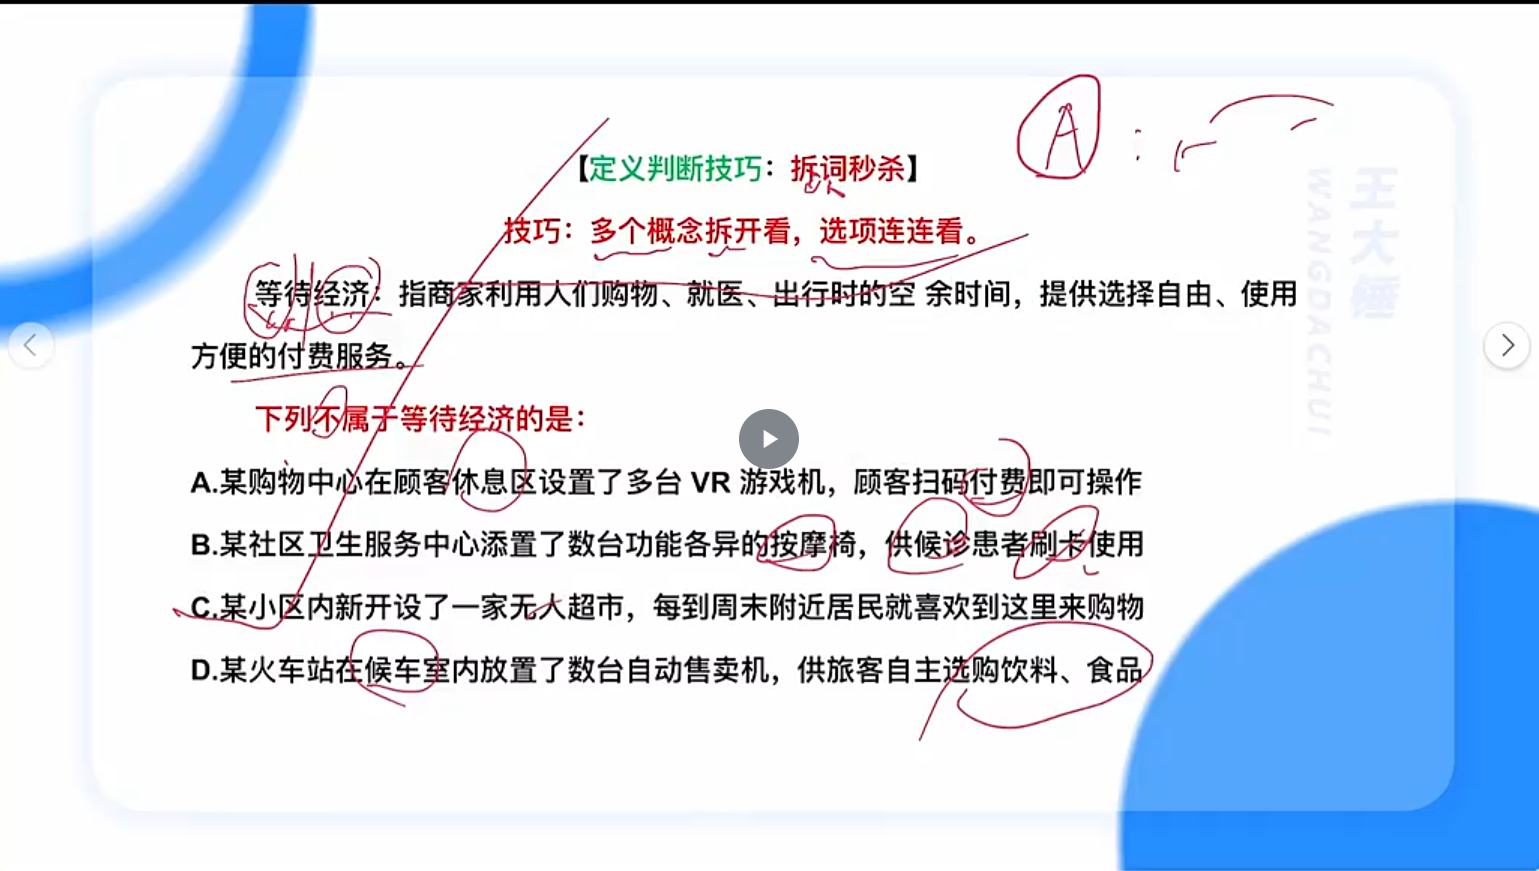 A :
【定义判断技巧：拆词秒杀】
技巧：多个概念拆开看，选项连连看。
等待经济：指商家利用人们购物、就医、出行时的空 余时间，提供选择自由、使用
方便的付费服务。
下列不属于等待经济的是：
A.某购物中心在顾客休息区设置了多台 VR 游戏机，顾客扫码付费即可操作
B.某社区卫生服务中心添置了数台功能各异的按摩椅，供候诊患者刷卡使用
C.某小区内新开设了一家无人超市，每到周末附近居民就喜欢到这里来购物
D.某火车站在候车室内放置了数台自动售卖机，供旅客自主选购饮料、食品
王大锤
WANGDACHUI